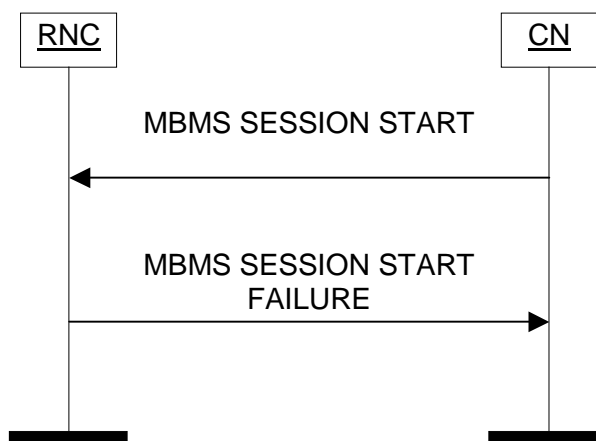 RNC
CN
MBMS SESSION START
MBMS SESSION START
FAILURE